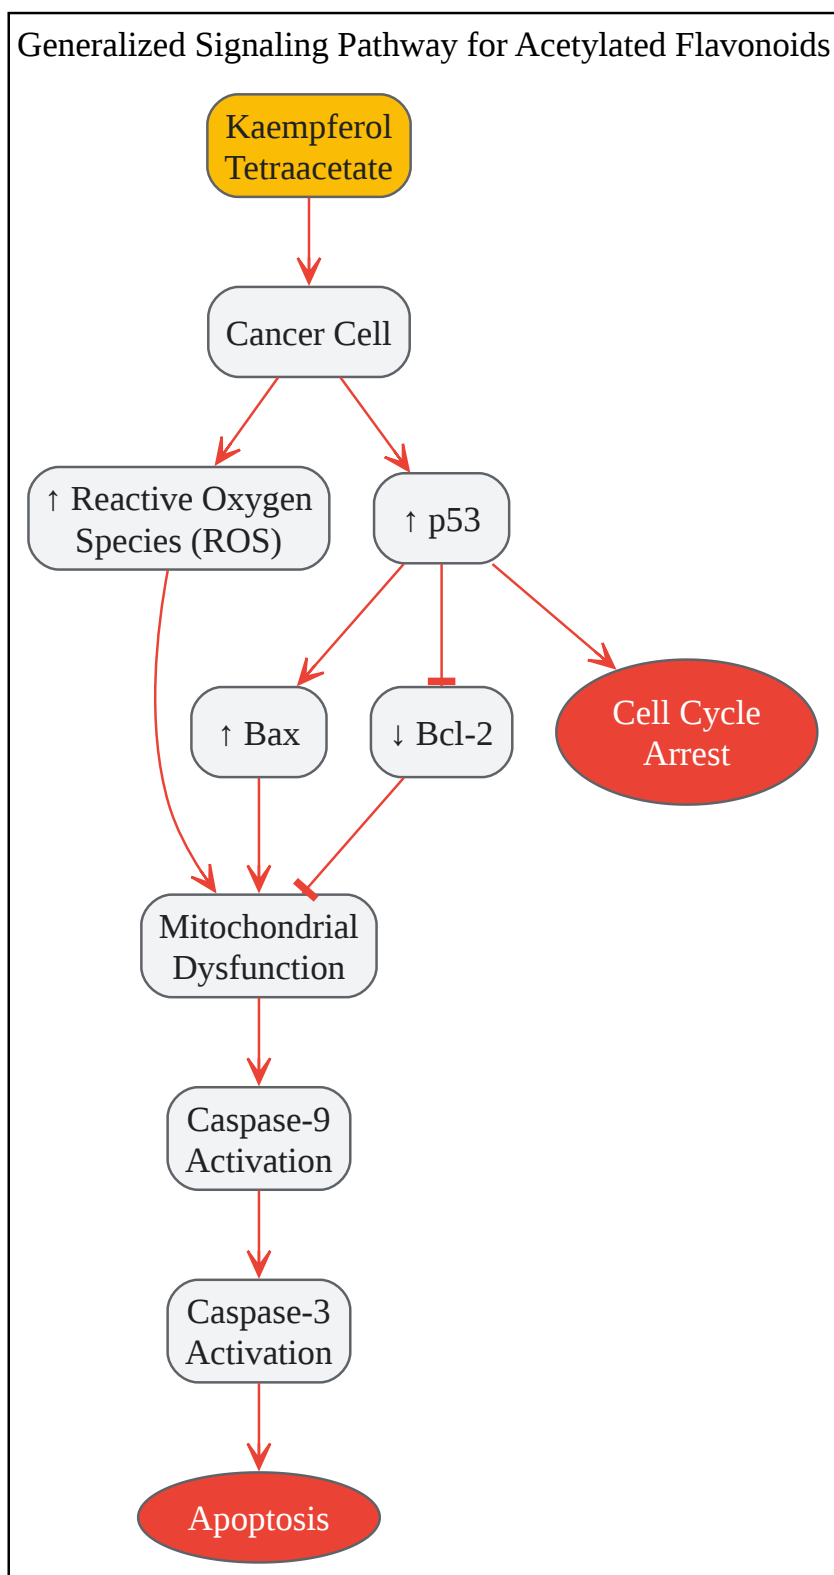 Generalized Signaling Pathway for Acetylated Flavonoids
Kaempferol
Tetraacetate
Cancer Cell
↑ Reactive Oxygen
Species (ROS)
↑ p53
↑ Bax
↓ Bcl-2
Cell Cycle
Arrest
Mitochondrial
Dysfunction
Caspase-9
Activation
Caspase-3
Activation
Apoptosis